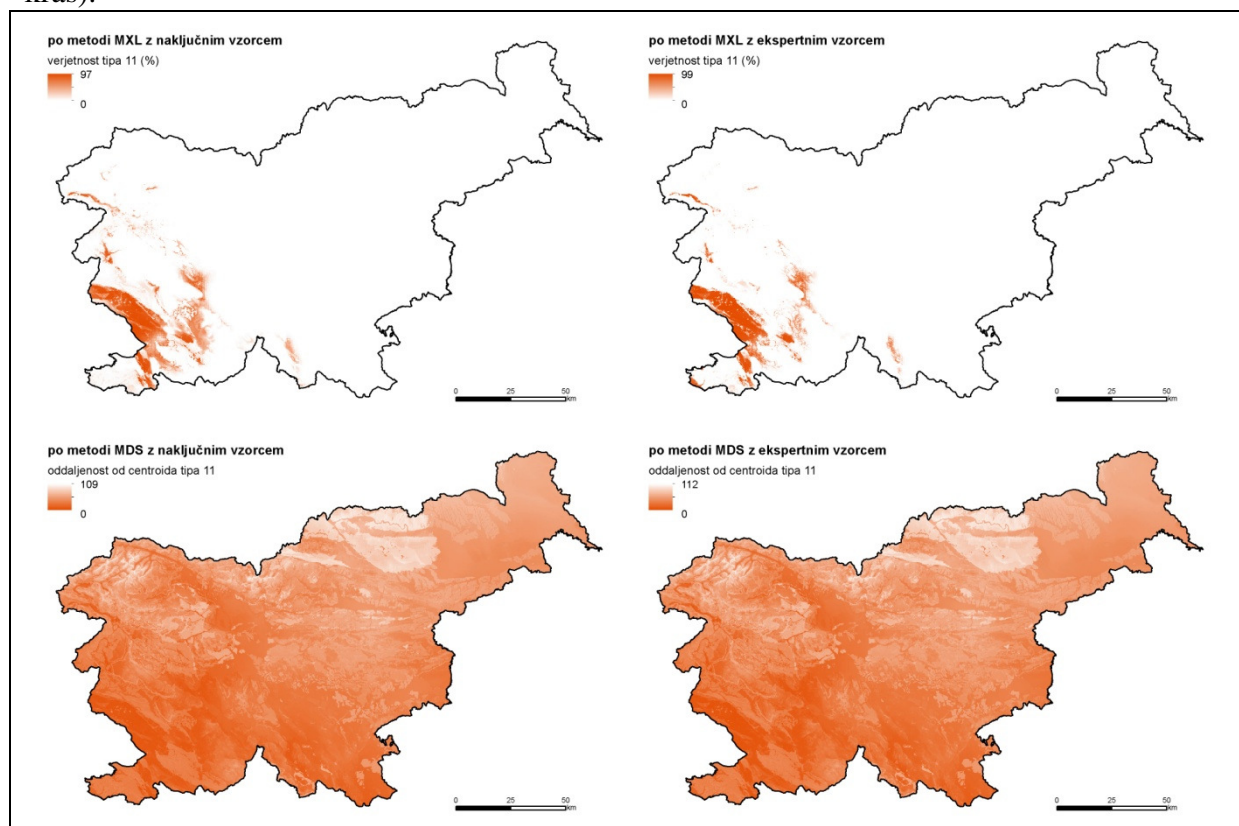 kras).
po metodi MXL z naključnim vzorcem
verjetnost tipa 11 (%)
97
0
0 25 50
km
po metodi MXL z ekspertnim vzorcem
verjetnost tipa 11 (%)
99
0
0 25 50
km
po metodi MDS z naključnim vzorcem
oddaljenost od centroida tipa 11
109
0
0 25 50
km
po metodi MDS z ekspertnim vzorcem
oddaljenost od centroida tipa 11
112
0
0 25 50
km